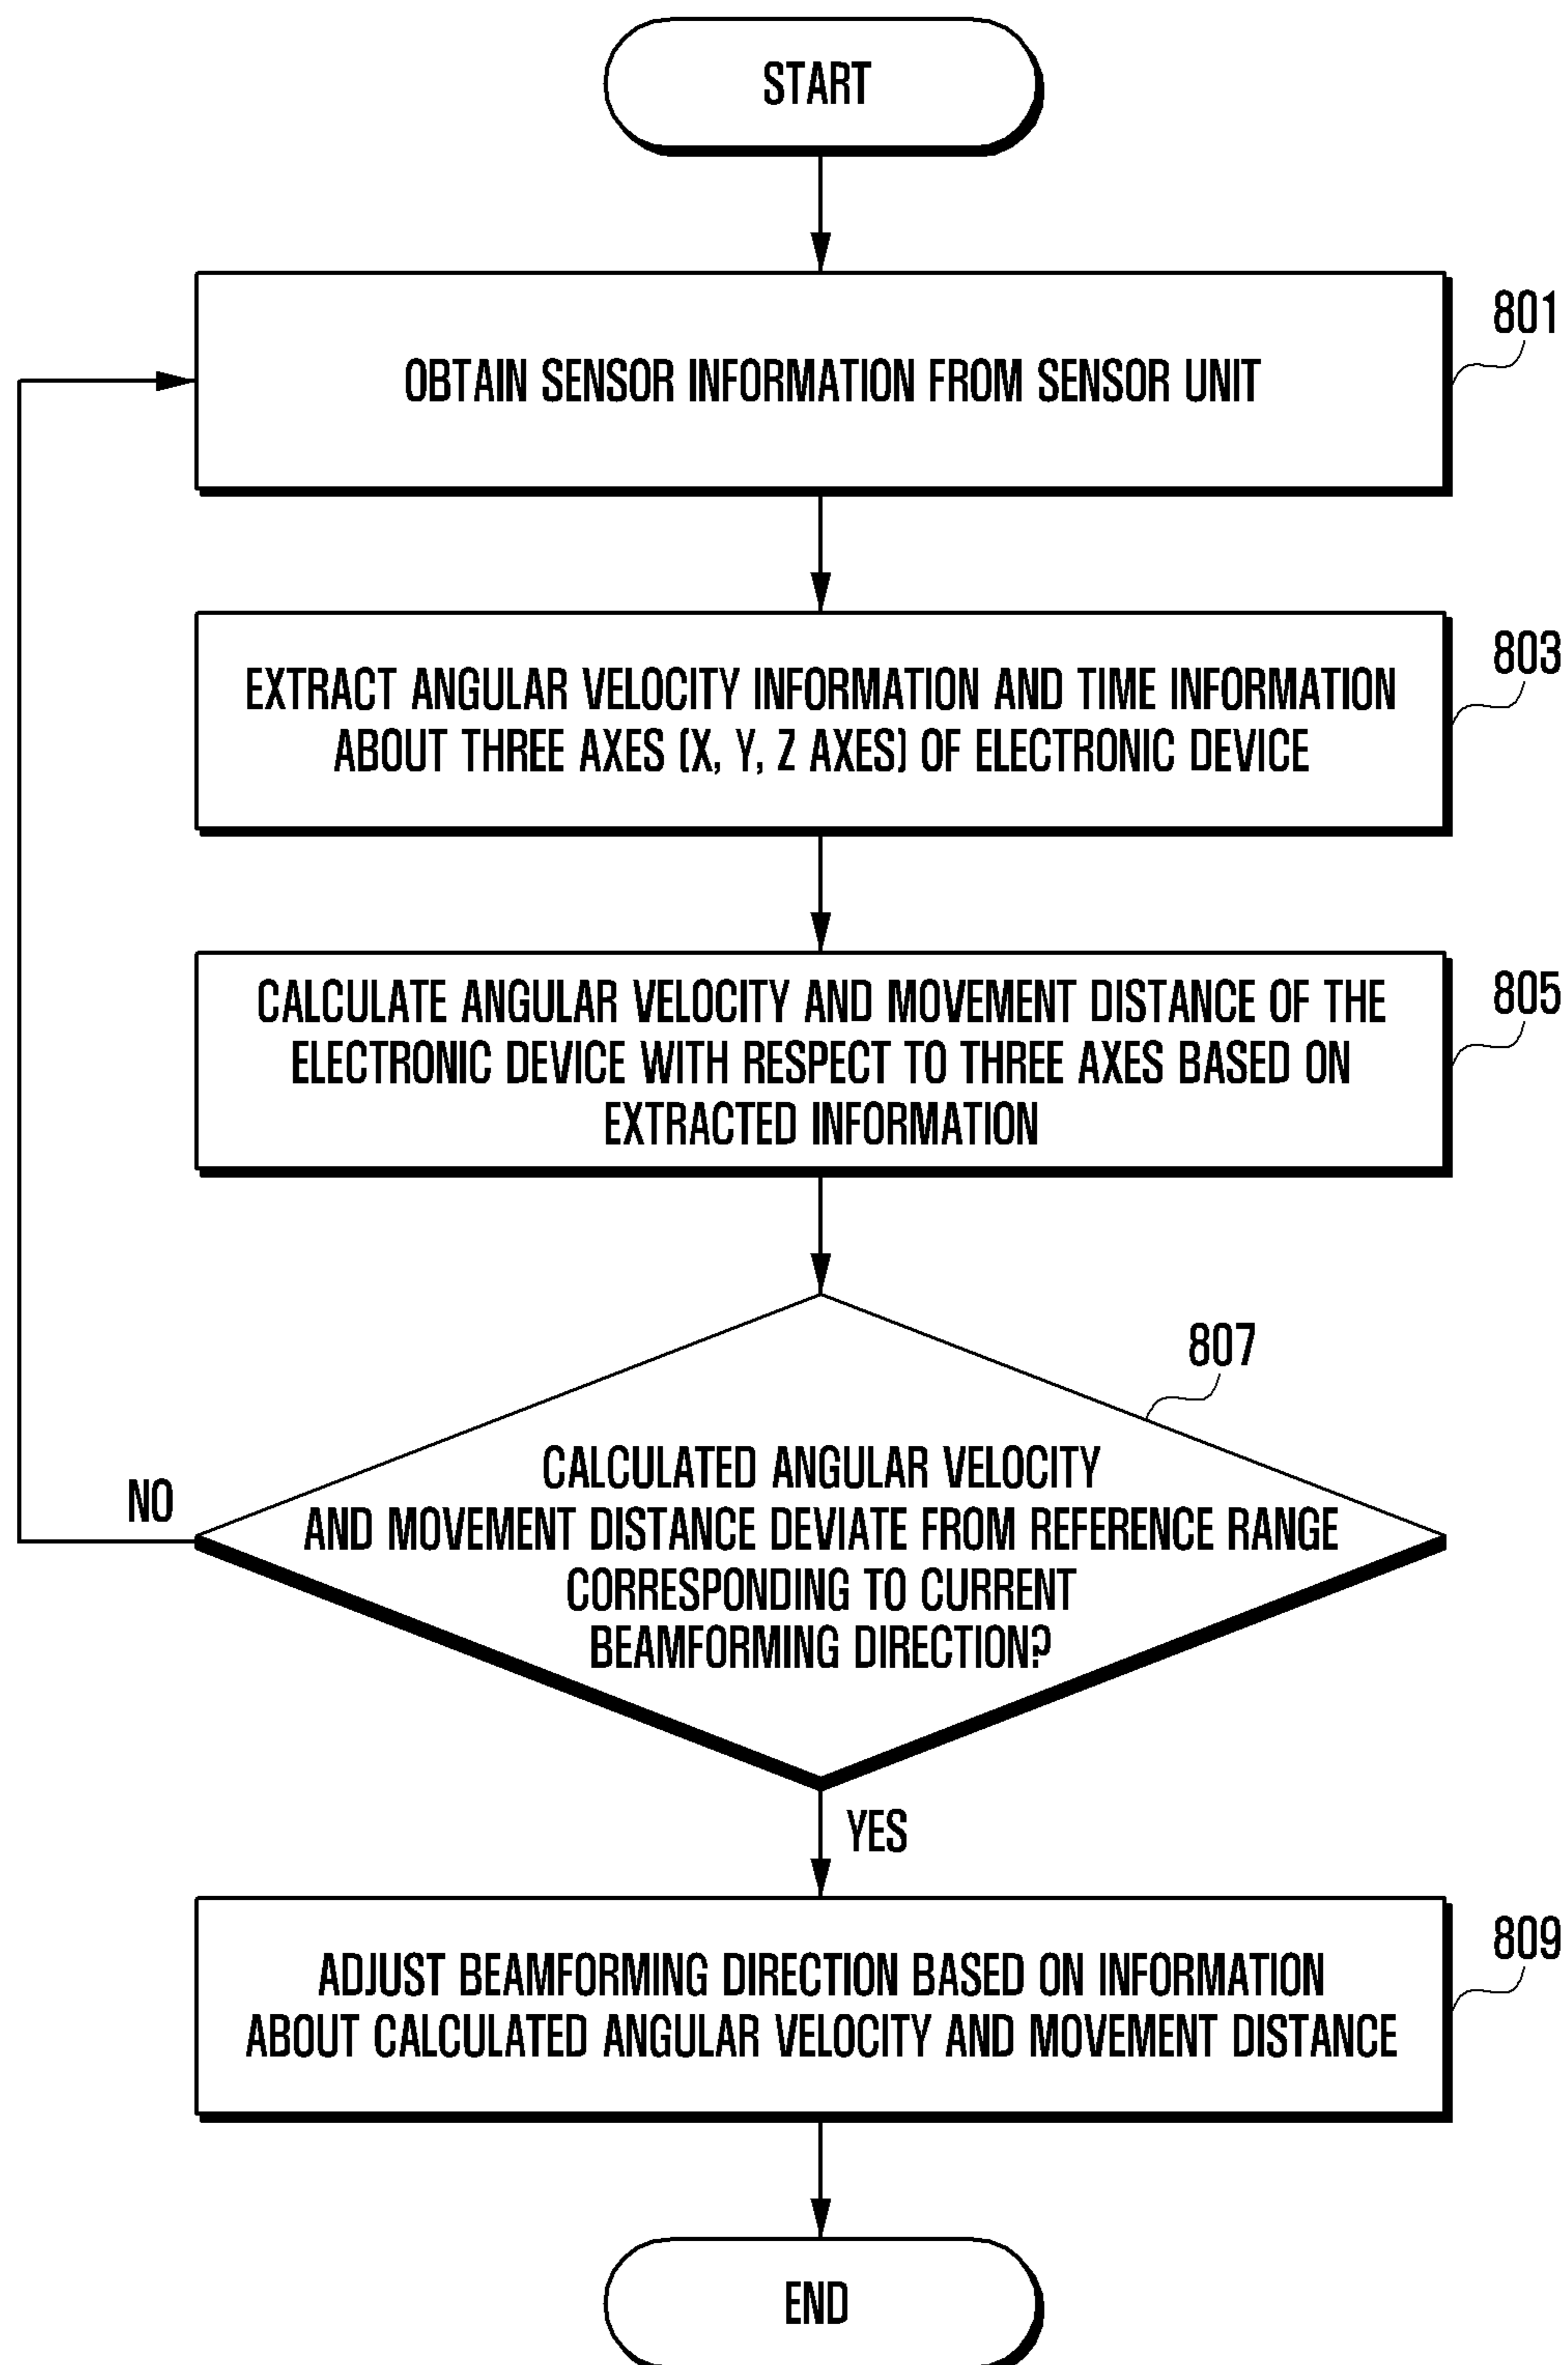 START
OBTAIN SENSOR INFORMATION FROM SENSOR UNIT
801
EXTRACT ANGULAR VELOCITY INFORMATION AND TIME INFORMATION
ABOUT THREE AXES (X, Y, Z AXES) OF ELECTRONIC DEVICE
803
CALCULATE ANGULAR VELOCITY AND MOVEMENT DISTANCE OF THE
ELECTRONIC DEVICE WITH RESPECT TO THREE AXES BASED ON
EXTRACTED INFORMATION
805
807
CALCULATED ANGULAR VELOCITY
AND MOVEMENT DISTANCE DEVIATE FROM REFERENCE RANGE
CORRESPONDING TO CURRENT
BEAMFORMING DIRECTION?
NO
YES
ADJUST BEAMFORMING DIRECTION BASED ON INFORMATION
ABOUT CALCULATED ANGULAR VELOCITY AND MOVEMENT DISTANCE
809
END